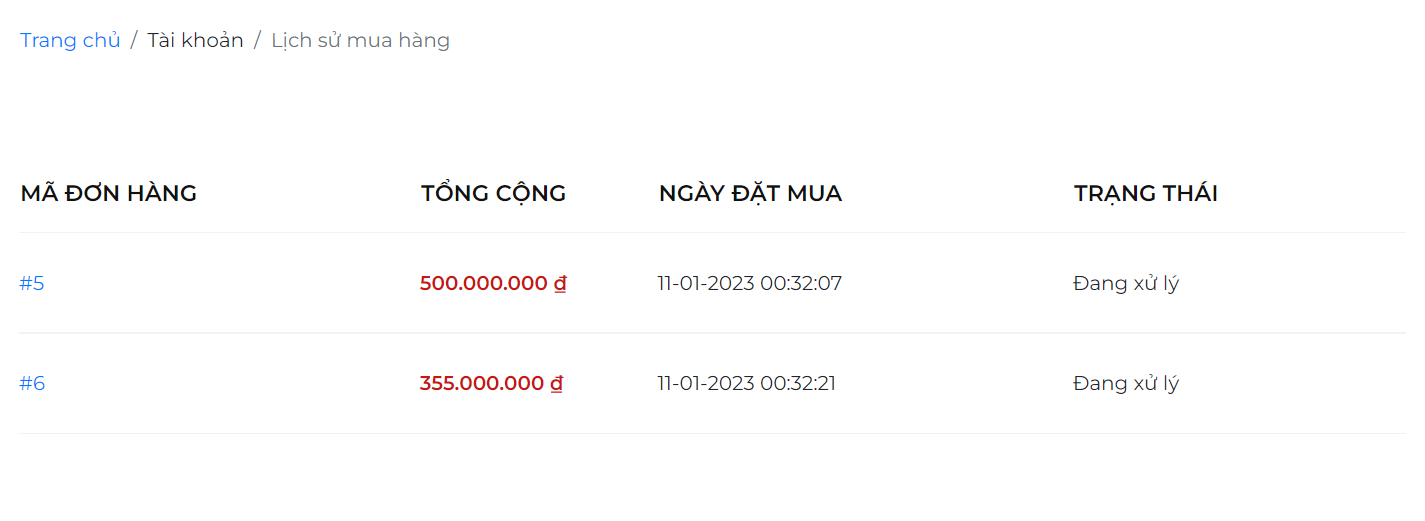 Trang chủ / Tài khoản / Lịch sử mua hàng
MÃ ĐƠN HÀNG TỔNG CỘNG NGÀY ĐẶT MUA TRẠNG THÁI
#5 500.000.000 ₫ 11-01-2023 00:32:07 Đang xử lý
#6 355.000.000 ₫ 11-01-2023 00:32:21 Đang xử lý